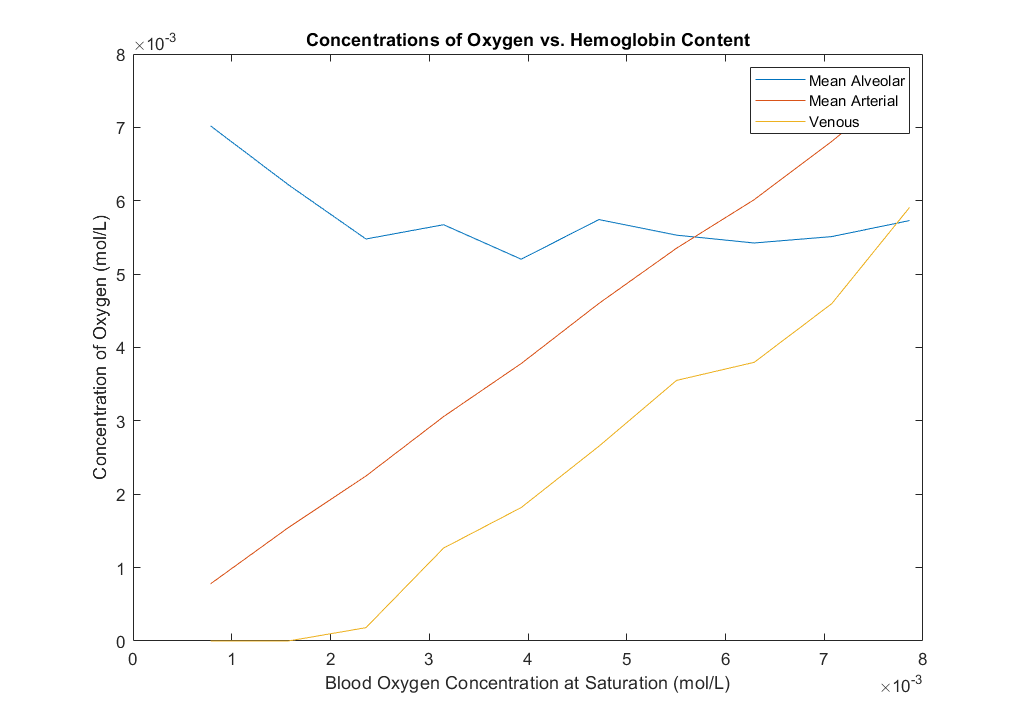 Concentrations of Oxygen vs. Hemoglobin Content
×10⁻³
8
7
6
5
4
3
2
1
0
Concentration of Oxygen (mol/L)
Mean Alveolar
Mean Arterial
Venous
0 1 2 3 4 5 6 7 8
Blood Oxygen Concentration at Saturation (mol/L)
×10⁻³